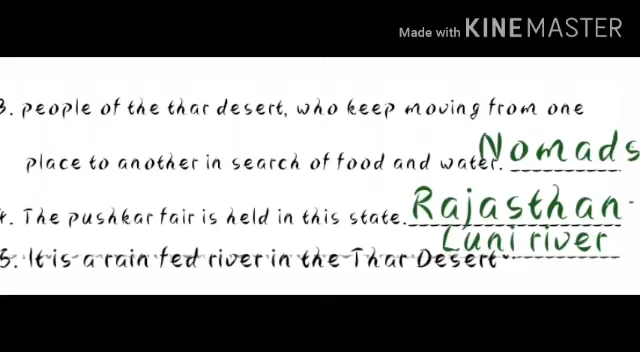 Made with KINEMASTER
3. people of the thar desert, who keep moving from one
place to another in search of food and water. Nomads
4. The pushkar fair is held in this state. Rajasthan.
Luni river
5. It is a rain fed river in the Thar Desert